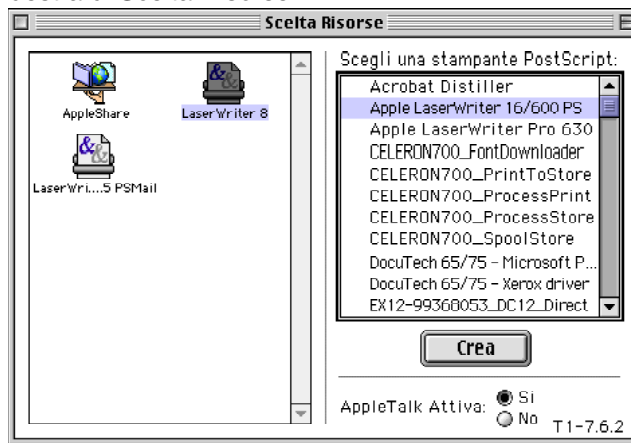 Scelta Risorse
AppleShare
LaserWriter 8
LaserWri....5 PSMail
Scegli una stampante PostScript:
Acrobat Distiller
Apple LaserWriter 16/600 PS
Apple LaserWriter Pro 630
CELERON700_FontDownloader
CELERON700_PrintToStore
CELERON700_ProcessPrint
CELERON700_ProcessStore
CELERON700_SpoolStore
DocuTech 65/75 - Microsoft P...
DocuTech 65/75 - Xerox driver
EX12-99368053_DC12_Direct
Crea
AppleTalk Attiva:
Si
No
T1-7.6.2